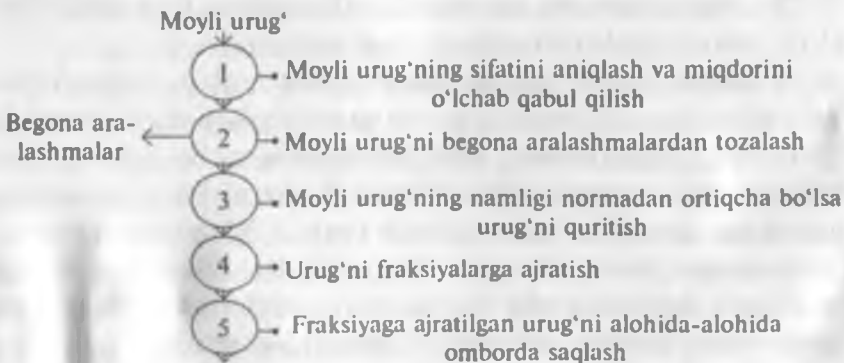 Moyli urug‘
1
Moyli urug‘ning sifatini aniqlash va miqdorini
o‘lchab qabul qilish
Begona ara-
lashmalar
2
Moyli urug‘ni begona aralashmalardan tozalash
3
Moyli urug‘ning namligi normadan ortiqcha bo‘lsa
urug‘ni quritish
4
Urug‘ni fraksiyalarga ajratish
5
Fraksiyaga ajratilgan urug‘ni alohida-alohida
omborda saqlash